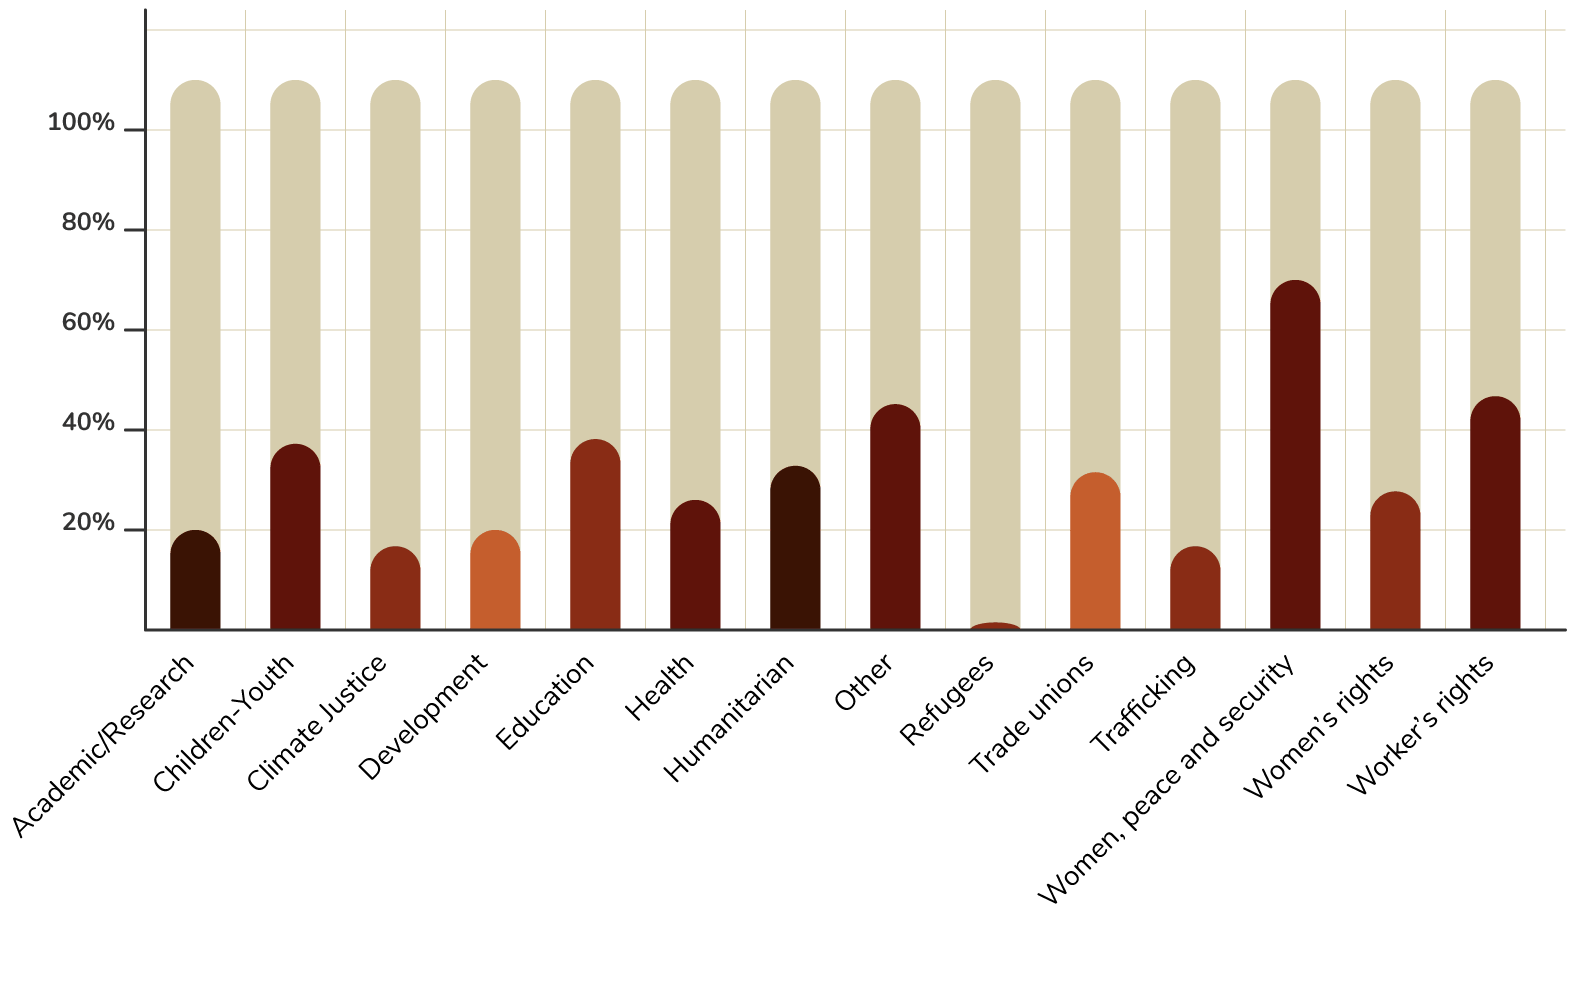 100%
80%
60%
40%
20%
Academic/Research
Children-Youth
Climate Justice
Development
Education
Health
Humanitarian
Other
Refugees
Trade unions
Trafficking
Women, peace and security
Women's rights
Worker's rights